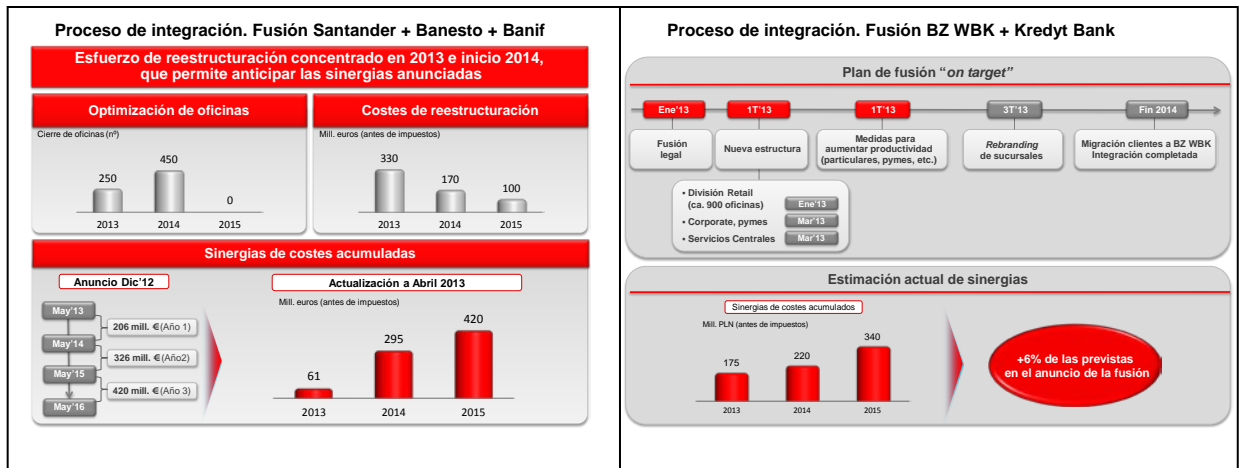 Proceso de integración. Fusión Santander + Banesto + Banif
Esfuerzo de reestructuración concentrado en 2013 e inicio 2014,
que permite anticipar las sinergias anunciadas
Optimización de oficinas
Cierre de oficinas (nº)
250
450
0
2013
2014
2015
Costes de reestructuración
Mill. euros (antes de impuestos)
330
170
100
2013
2014
2015
Sinergias de costes acumuladas
Anuncio Dic'12
May'13
206 mill. € (Año 1)
May'14
326 mill. € (Año2)
May'15
420 mill. € (Año 3)
May'16
Actualización a Abril 2013
Mill. euros (antes de impuestos)
61
295
420
2013
2014
2015
Proceso de integración. Fusión BZ WBK + Kredyt Bank
Plan de fusión “on target”
Ene'13
1T'13
1T'13
3T'13
Fin 2014
Fusión
legal
Nueva estructura
Medidas para
aumentar productividad
(particulares, pymes, etc.)
Rebranding
de sucursales
Migración clientes a BZ WBK
Integración completada
• División Retail
(ca. 900 oficinas) Ene'13
• Corporate, pymes Mar'13
• Servicios Centrales Mar'13
Estimación actual de sinergias
Sinergias de costes acumulados
Mill. PLN (antes de impuestos)
175
220
340
2013
2014
2015
+6% de las previstas
en el anuncio de la fusión